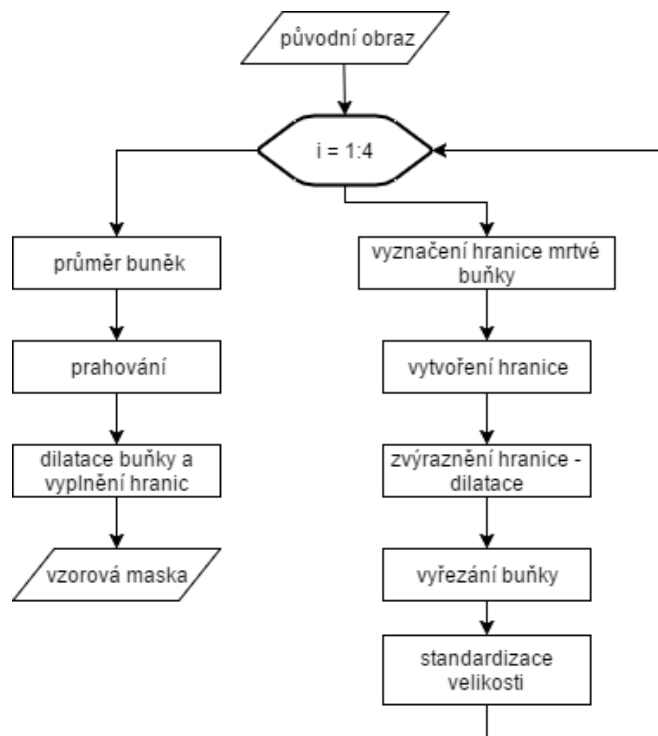 původní obraz
i = 1:4
průměr buněk
prahování
dilatace buňky a
vyplnění hranic
vzorová maska
vyznačení hranice mrtvé
buňky
vytvoření hranice
zvýraznění hranice -
dilatace
vyřezání buňky
standardizace
velikosti